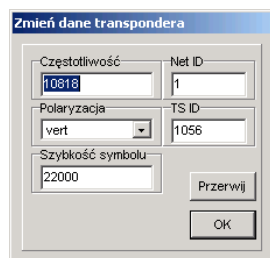 Zmień dane transpondera
Częstotliwość
Net ID
10818
1
Polaryzacja
TS ID
vert
1056
Szybkość symbolu
22000
Przerwij
OK